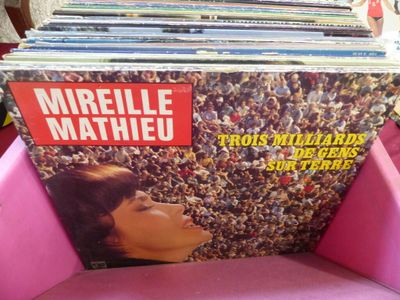 MIREILLE
MATHIEU
TROIS MILLIARDS
DE GENS
SUR TERRE